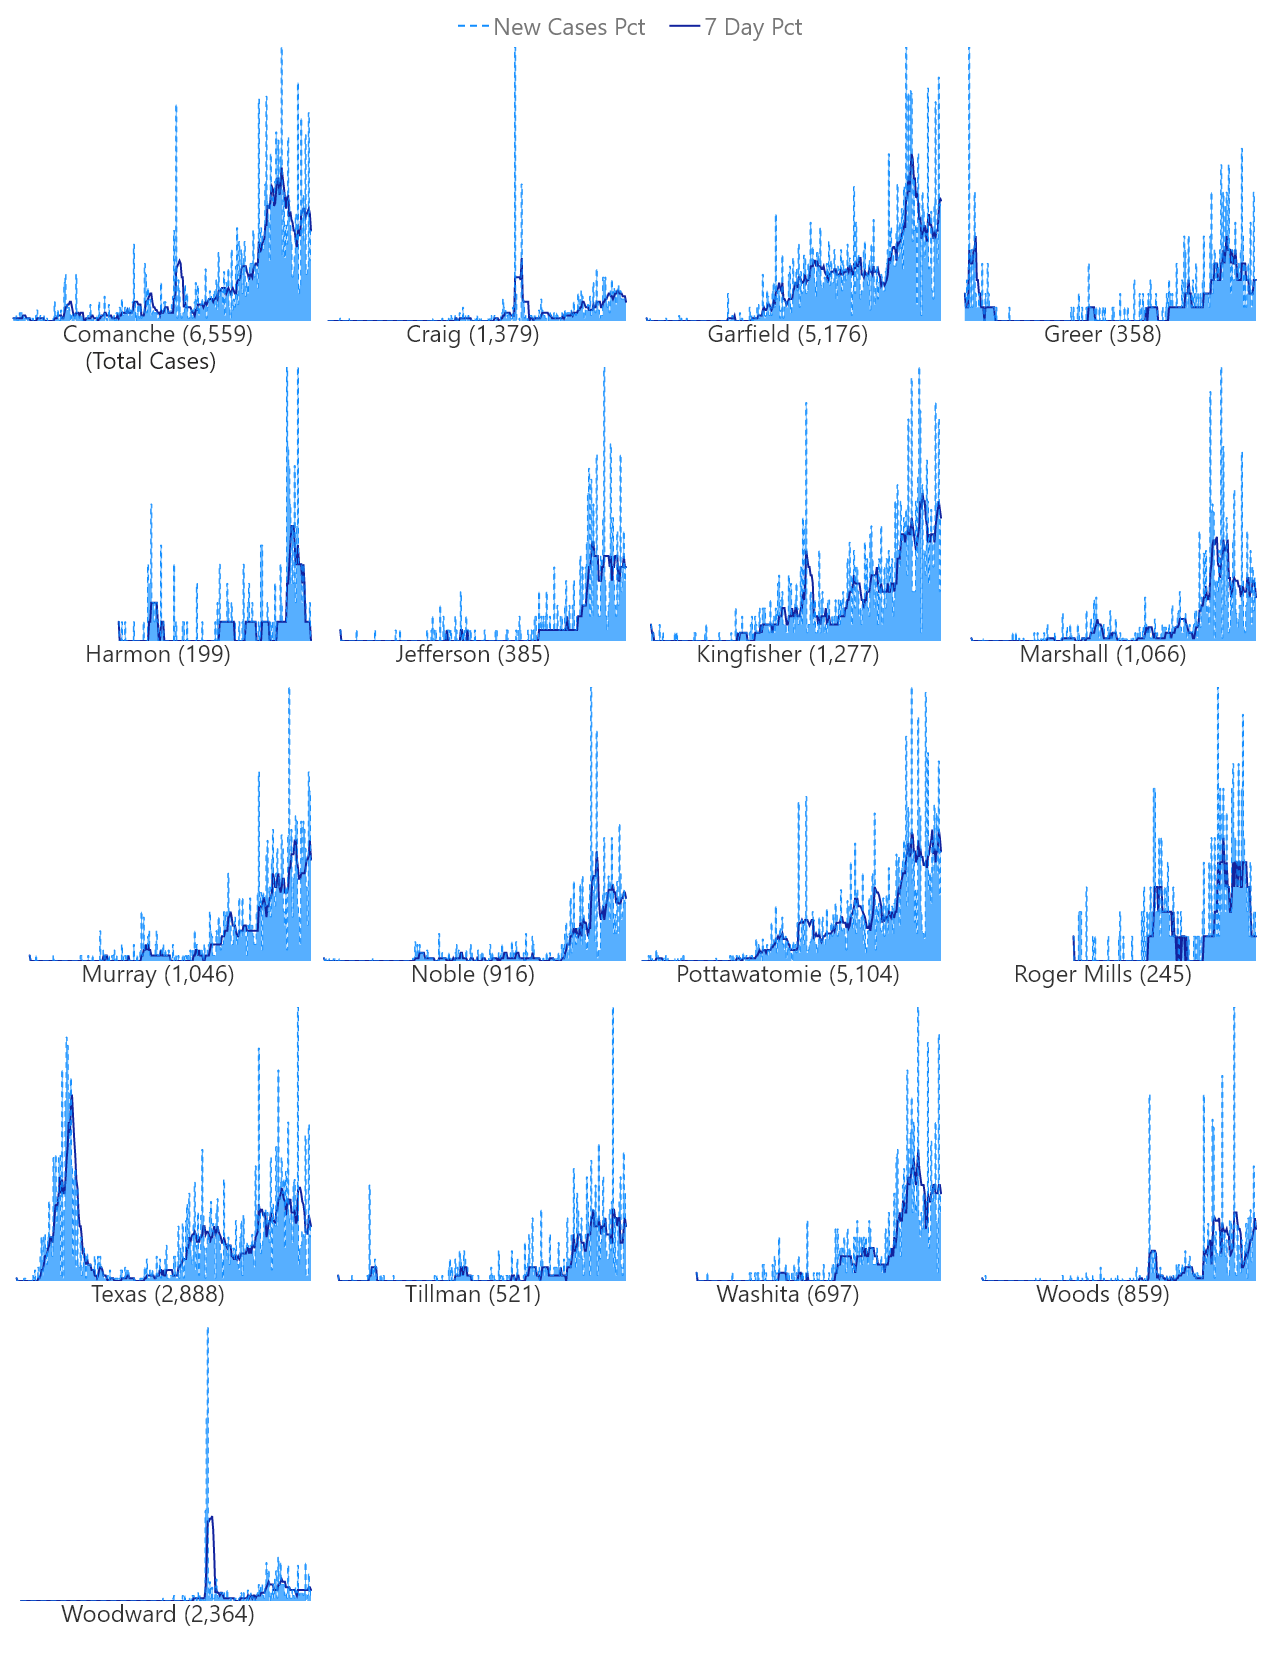 New Cases Pct 7 Day Pct
Comanche (6,559) Craig (1,379) Garfield (5,176) Greer (358)
(Total Cases)
Harmon (199) Jefferson (385) Kingfisher (1,277) Marshall (1,066)
Murray (1,046) Noble (916) Pottawatomie (5,104) Roger Mills (245)
Texas (2,888) Tillman (521) Washita (697) Woods (859)
Woodward (2,364)